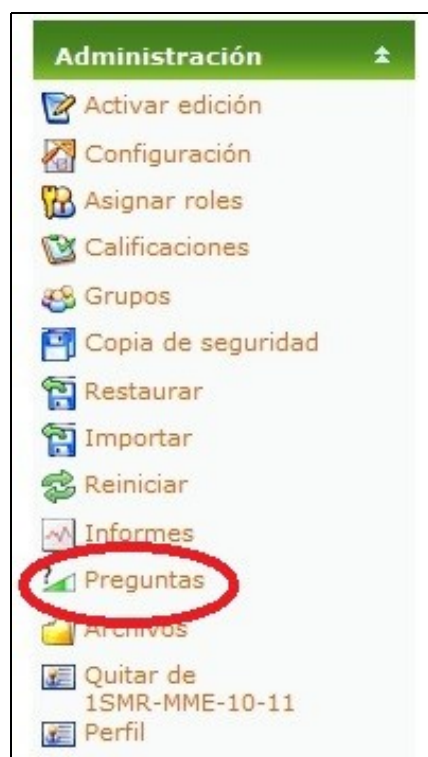 Administración
Activar edición
Configuración
Asignar roles
Calificaciones
Grupos
Copia de seguridad
Restaurar
Importar
Reiniciar
Informes
?
Preguntas
Archivos
Quitar de
1SMR-MME-10-11
Perfil